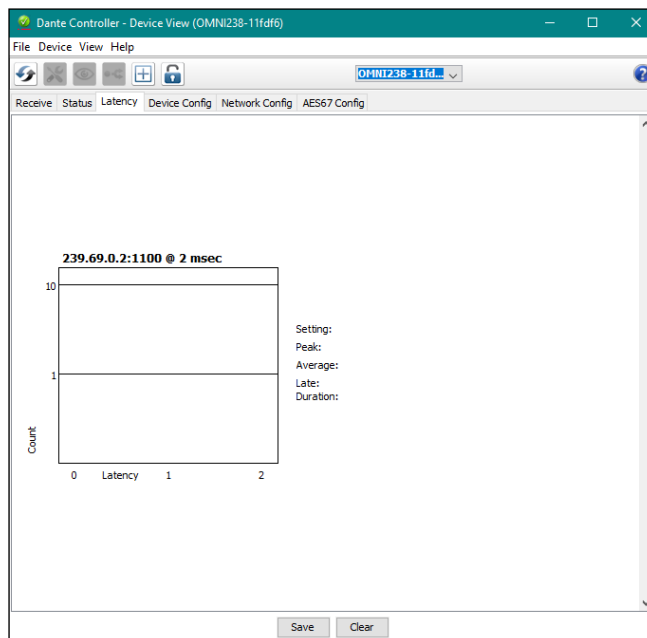 Dante Controller - Device View (OMNI238-11fdf6)
File Device View Help
OMNI238-11fd...
Receive Status Latency Device Config Network Config AES67 Config
239.69.0.2:1100 @ 2 msec
10
1
Count
0 Latency 1 2
Setting:
Peak:
Average:
Late:
Duration:
Save Clear